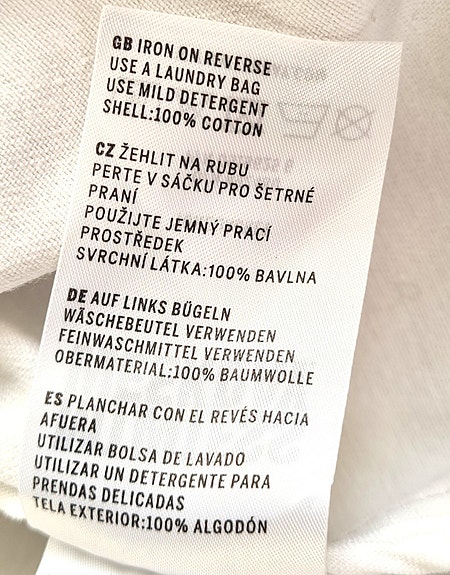 GB IRON ON REVERSE
USE A LAUNDRY BAG
USE MILD DETERGENT
SHELL:100% COTTON
CZ ŽEHLIT NA RUBU
PERTE V SÁČKU PRO ŠETRNÉ
PRANÍ
POUŽIJTE JEMNÝ PRACÍ
PROSTŘEDEK
SVRCHNÍ LÁTKA:100% BAVLNA
DE AUF LINKS BÜGELN
WÄSCHEBEUTEL VERWENDEN
FEINWASCHMITTEL VERWENDEN
OBERMATERIAL:100% BAUMWOLLE
ES PLANCHAR CON EL REVÉS HACIA
AFUERA
UTILIZAR BOLSA DE LAVADO
UTILIZAR UN DETERGENTE PARA
PRENDAS DELICADAS
TELA EXTERIOR:100% ALGODÓN